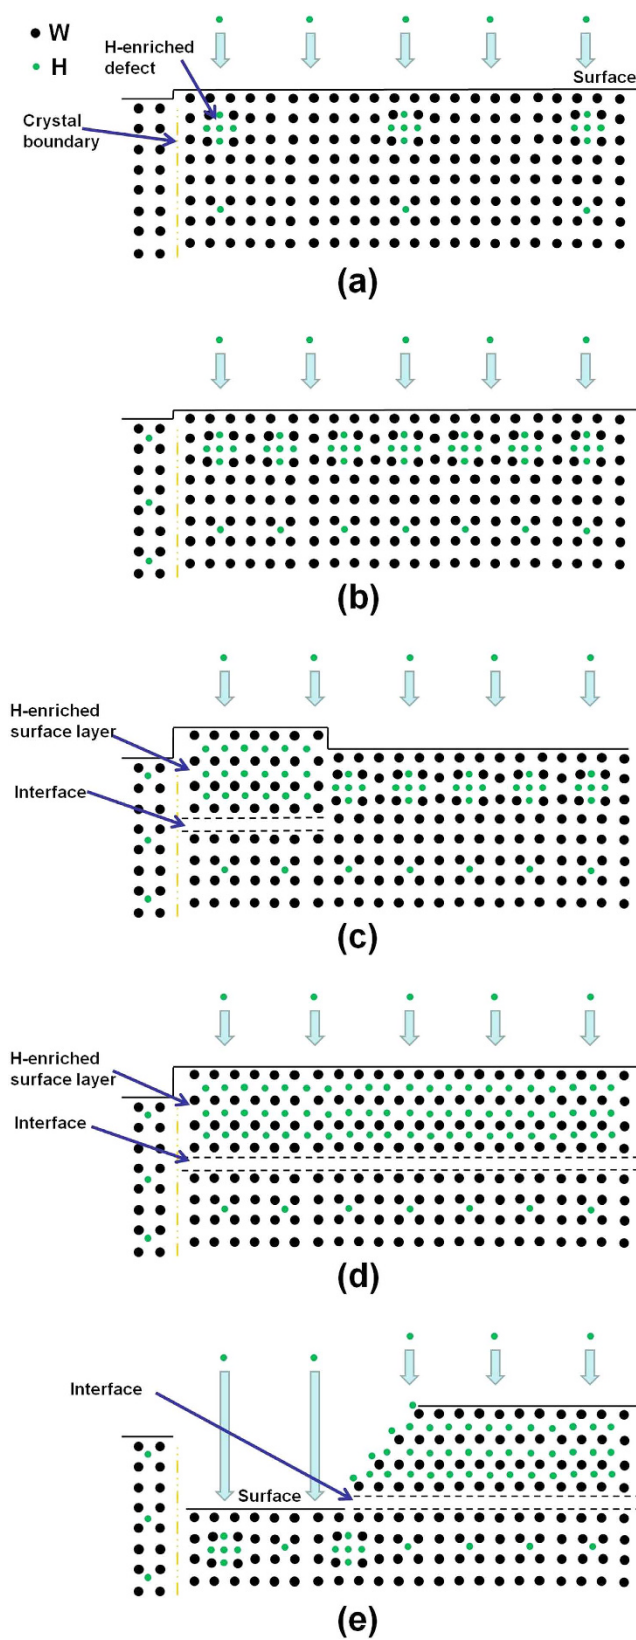 W
H
H-enriched
defect
Surface
Crystal
boundary
(a)
(b)
H-enriched
surface layer
Interface
(c)
H-enriched
surface layer
Interface
(d)
Interface
Surface
(e)